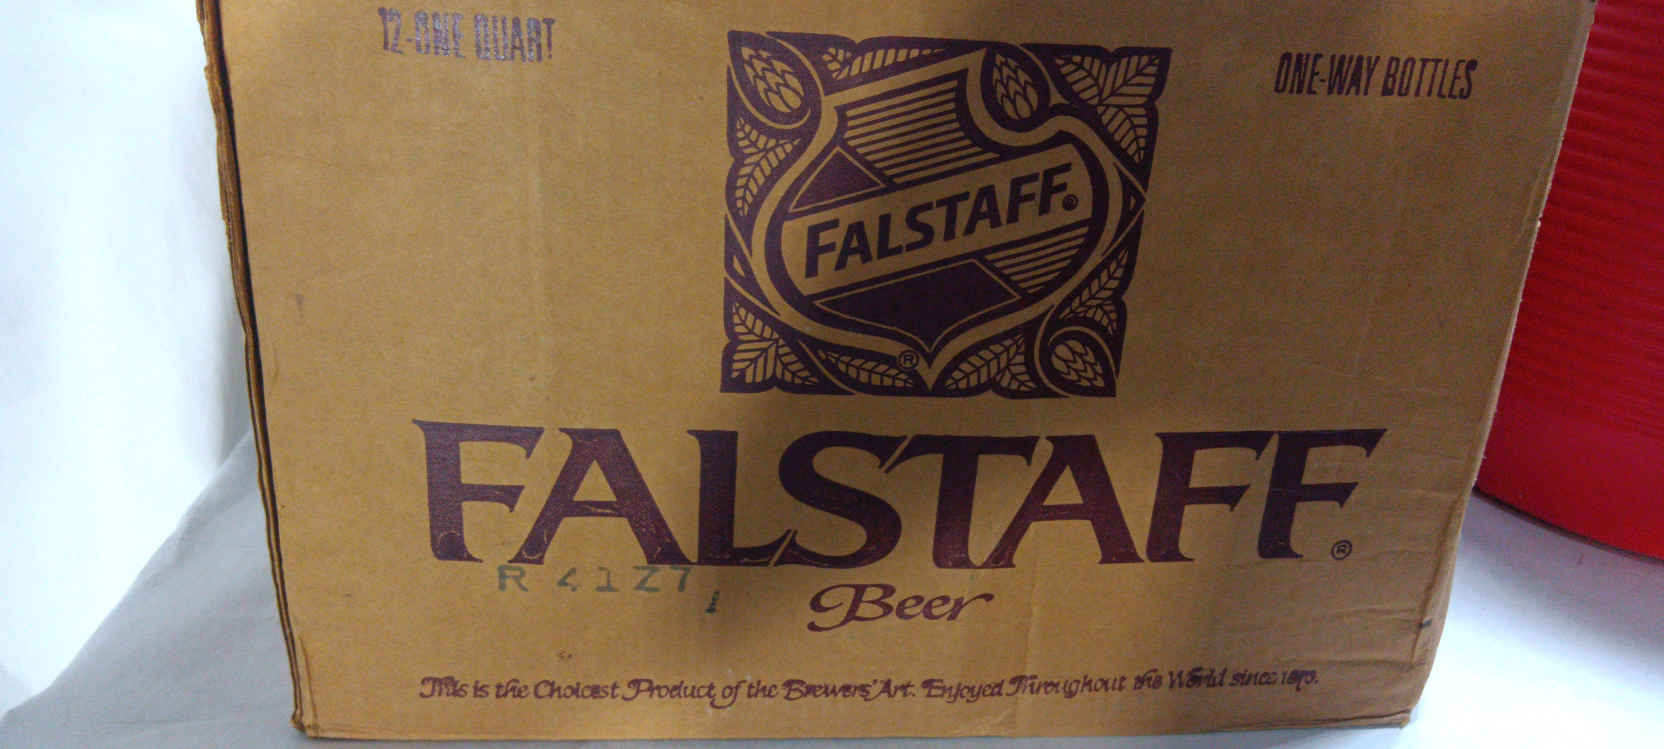 12-ONE QUART
ONE-WAY BOTTLES
FALSTAFF®
®
FALSTAFF®
R 41Z7
Beer
This is the Choicest Product of the Brewers' Art. Enjoyed Throughout the World since 1870.